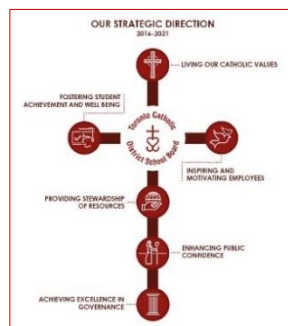 OUR STRATEGIC DIRECTION
2016-2021
LIVING OUR CATHOLIC VALUES
FOSTERING STUDENT
ACHIEVEMENT AND WELL BEING
Toronto Catholic
District School Board
INSPIRING AND
MOTIVATING EMPLOYEES
PROVIDING STEWARDSHIP
OF RESOURCES
ENHANCING PUBLIC
CONFIDENCE
ACHIEVING EXCELLENCE IN
GOVERNANCE